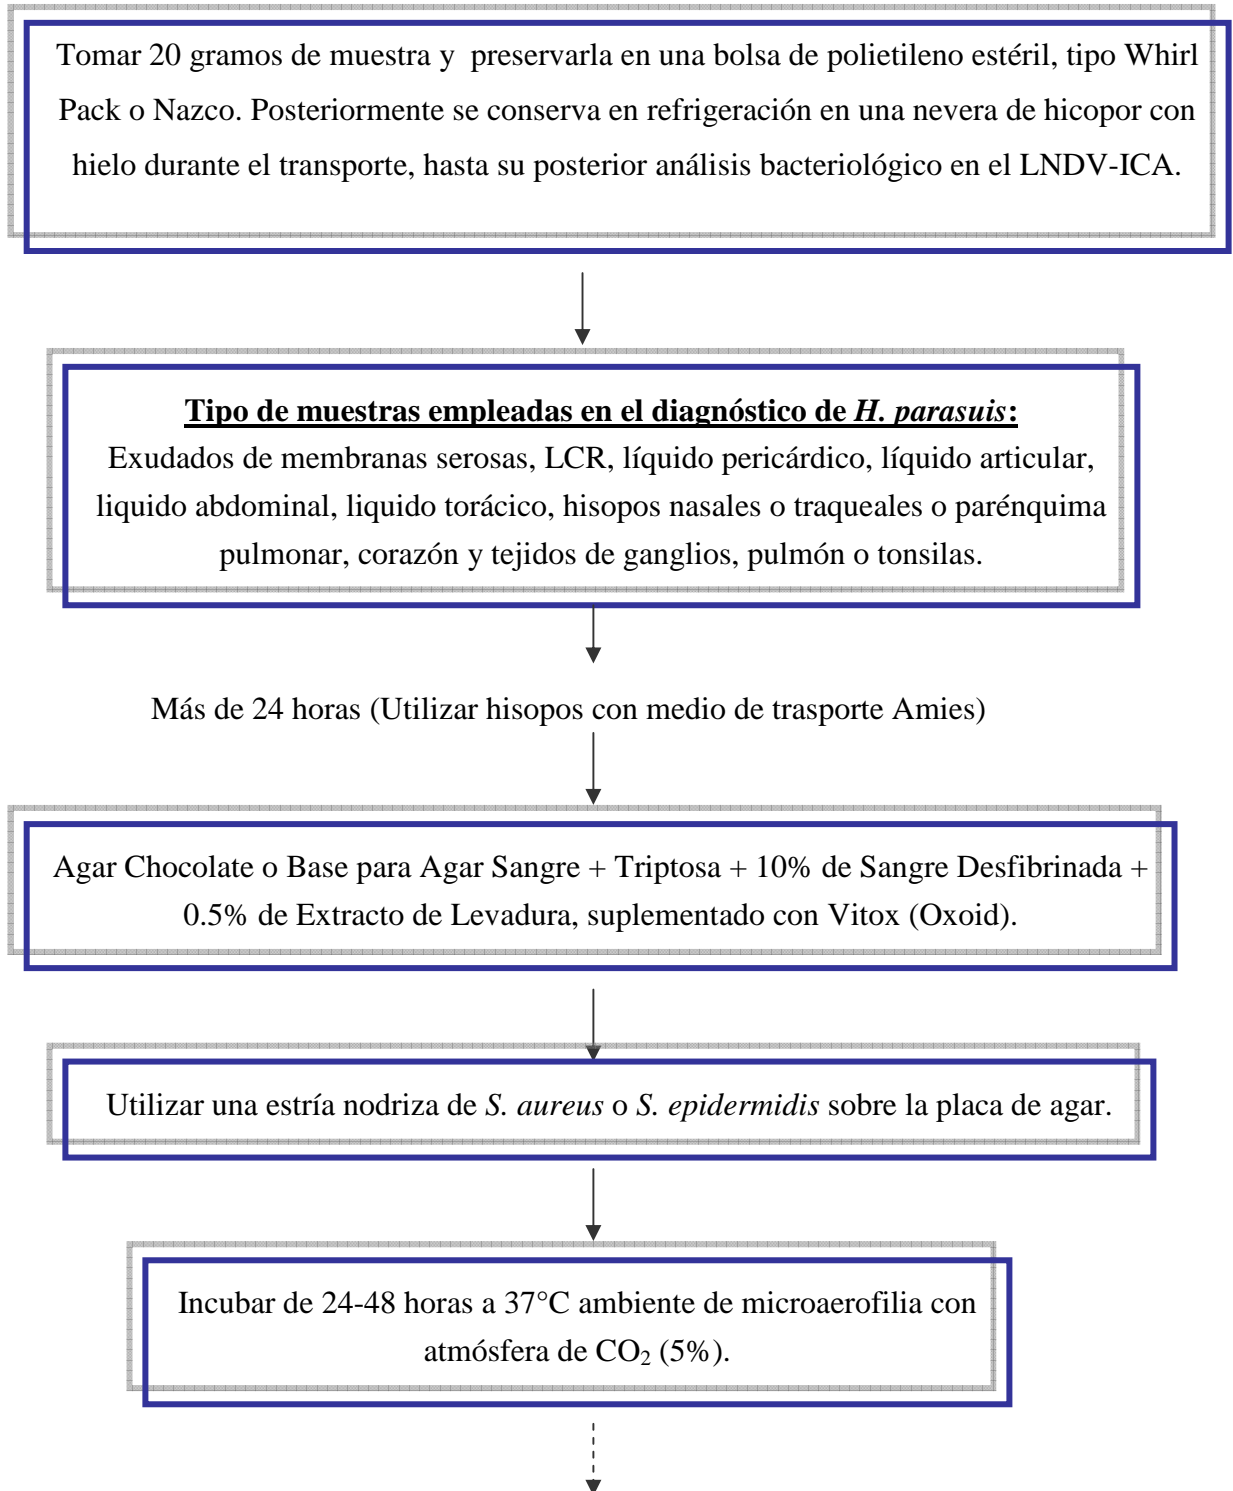 Tomar 20 gramos de muestra y  preservarla en una bolsa de polietileno estéril, tipo Whirl
Pack o Nazco. Posteriormente se conserva en refrigeración en una nevera de hicopor con
hielo durante el transporte, hasta su posterior análisis bacteriológico en el LNDV-ICA.
Tipo de muestras empleadas en el diagnóstico de H. parasuis:
Exudados de membranas serosas, LCR, líquido pericárdico, líquido articular,
liquido abdominal, liquido torácico, hisopos nasales o traqueales o parénquima
pulmonar, corazón y tejidos de ganglios, pulmón o tonsilas.
Más de 24 horas (Utilizar hisopos con medio de trasporte Amies)
Agar Chocolate o Base para Agar Sangre + Triptosa + 10% de Sangre Desfibrinada +
0.5% de Extracto de Levadura, suplementado con Vitox (Oxoid).
Utilizar una estría nodriza de S. aureus o S. epidermidis sobre la placa de agar.
Incubar de 24-48 horas a 37°C ambiente de microaerofilia con
atmósfera de CO₂ (5%).